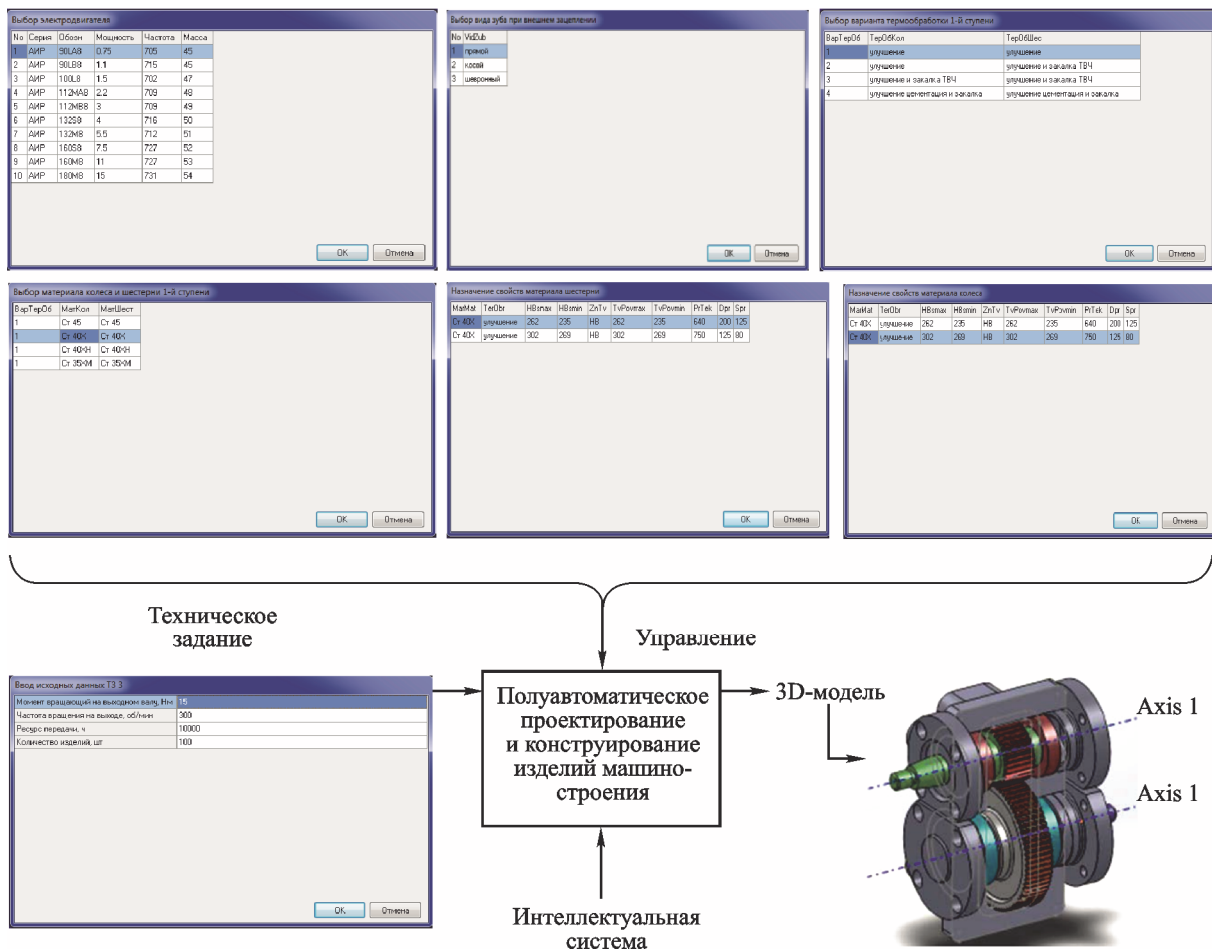 Выбор электродвигателя
No Серия Обозн Мощность Частота Масса
1 АИР 90LA8 0.75 705 45
2 АИР 90LB8 1.1 715 45
3 АИР 100L8 1.5 702 47
4 АИР 112MA8 2.2 709 48
5 АИР 112MB8 3 709 49
6 АИР 132S8 4 716 50
7 АИР 132M8 5.5 712 51
8 АИР 160S8 7.5 727 52
9 АИР 160M8 11 727 53
10 АИР 180M8 15 731 54
OK Отмена
Выбор вида зуба при внешнем зацеплении
No VidZub
1 прямой
2 косой
3 шевронный
OK Отмена
Выбор варианта термообработки 1-й ступени
ВарТерОб ТерОбКол ТерОбШес
1 улучшение улучшение
2 улучшение улучшение и закалка ТВЧ
3 улучшение и закалка ТВЧ улучшение и закалка ТВЧ
4 улучшение цементация и закалка улучшение цементация и закалка
OK Отмена
Выбор материала колеса и шестерни 1-й ступени
ВарТерОб МатКол МатШест
1 Ст 45 Ст 45
1 Ст 40Х Ст 40Х
1 Ст 40ХН Ст 40ХН
1 Ст 35ХМ Ст 35ХМ
OK Отмена
Назначение свойств материала шестерни
MarMat TerObr HBsmax HBsmin ZnTv TvPovmax TvPovmin PrTek Dpr Spr
Ст 40Х улучшение 262 235 HB 262 235 640 200 125
Ст 40Х улучшение 302 269 HB 302 269 750 125 80
OK Отмена
Назначение свойств материала колеса
MarMat TerObr HBsmax HBsmin ZnTv TvPovmax TvPovmin PrTek Dpr Spr
Ст 40Х улучшение 262 235 HB 262 235 640 200 125
Ст 40Х улучшение 302 269 HB 302 269 750 125 80
OK Отмена
Техническое
задание
Управление
Ввод исходных данных ТЗ 3
Момент вращающий на выходном валу, Нм 15
Частота вращения на выходе, об/мин 300
Ресурс передачи, ч 10000
Количество изделий, шт 100
OK Отмена
Полуавтоматическое
проектирование
и конструирование
изделий машино-
строения
3D-модель
Axis 1
Axis 1
Интеллектуальная
система